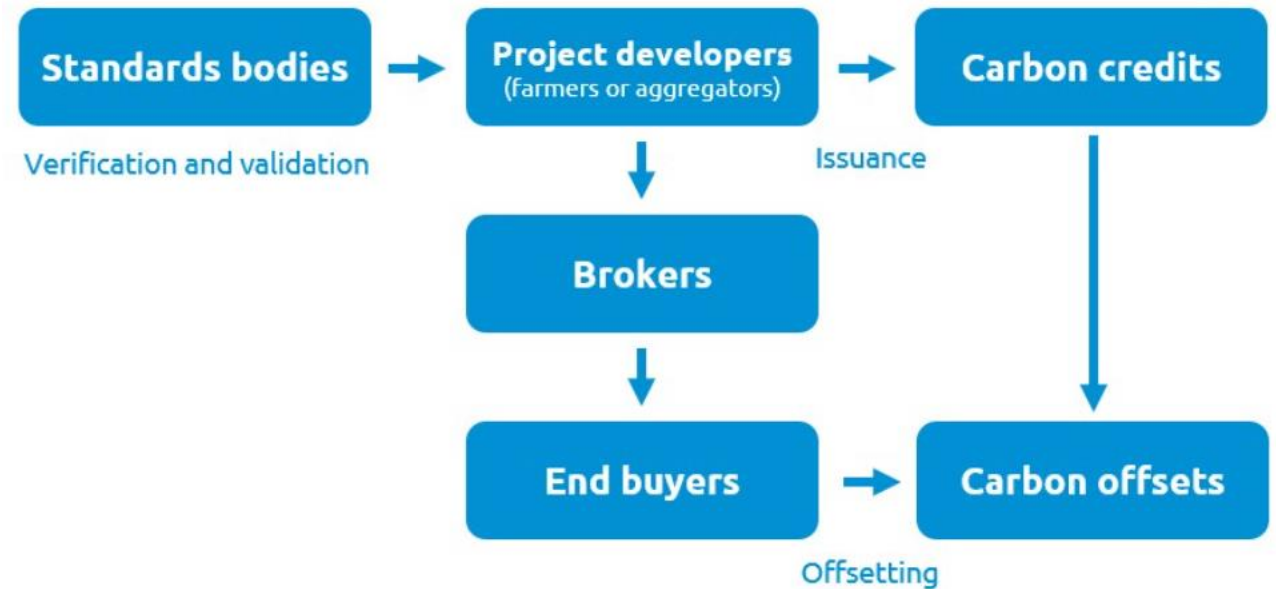 Standards bodies
Project developers
(farmers or aggregators)
Carbon credits
Verification and validation
Issuance
Brokers
End buyers
Carbon offsets
Offsetting